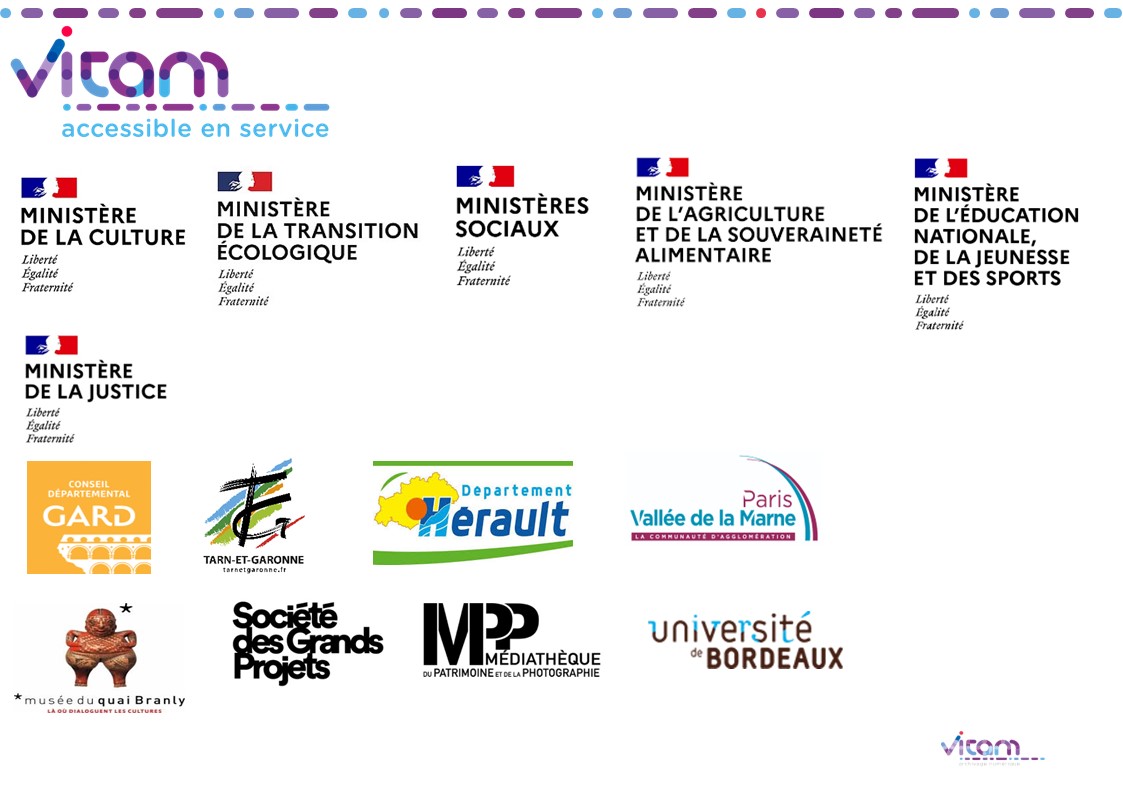 vitam
accessible en service
MINISTÈRE
DE LA CULTURE
Liberté
Égalité
Fraternité
MINISTÈRE
DE LA TRANSITION
ÉCOLOGIQUE
Liberté
Égalité
Fraternité
MINISTÈRES
SOCIAUX
Liberté
Égalité
Fraternité
MINISTÈRE
DE L'AGRICULTURE
ET DE LA SOUVERAINETÉ
ALIMENTAIRE
Liberté
Égalité
Fraternité
MINISTÈRE
DE L'ÉDUCATION
NATIONALE,
DE LA JEUNESSE
ET DES SPORTS
Liberté
Égalité
Fraternité
MINISTÈRE
DE LA JUSTICE
Liberté
Égalité
Fraternité
CONSEIL
DÉPARTEMENTAL
GARD
TARN-ET-GARONNE
tarnetgaronne.fr
Département
Hérault
Paris
Vallée de la Marne
LA COMMUNAUTÉ D'AGGLOMÉRATION
*
*musée du quai Branly
LÀ OÙ DIALOGUENT LES CULTURES
Société
des Grands
Projets
MPP
MÉDIATHÈQUE
DU PATRIMOINE ET DE LA PHOTOGRAPHIE
université
de BORDEAUX
vitam